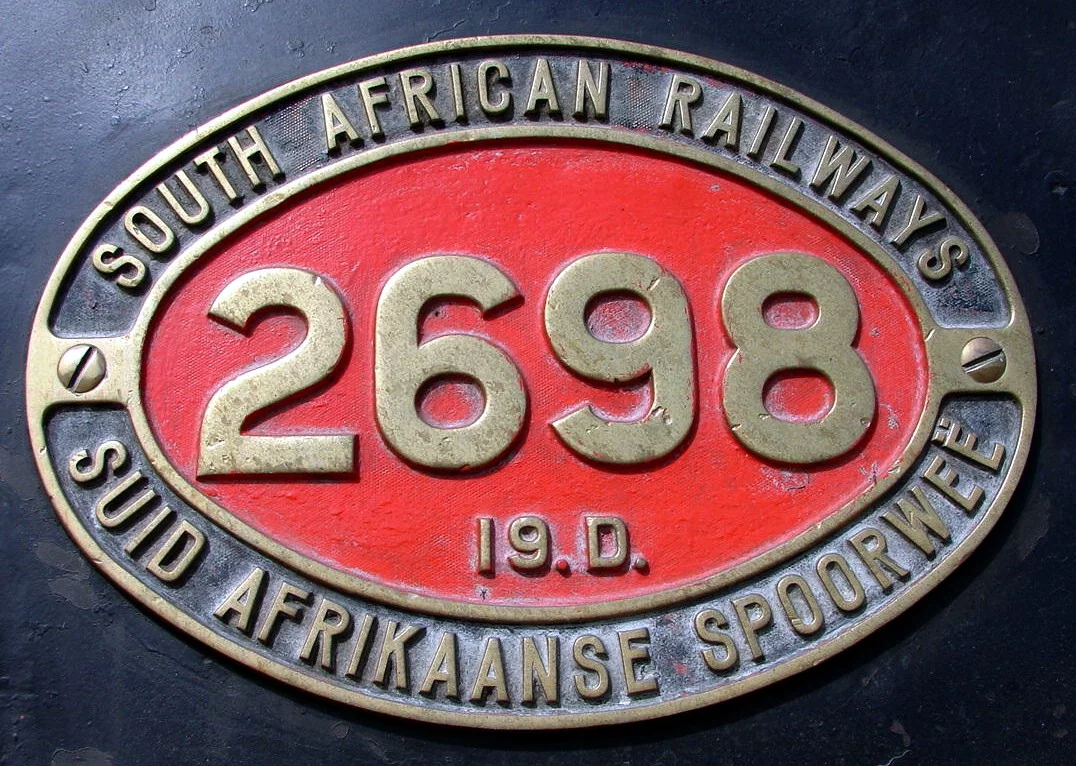 SOUTH AFRICAN RAILWAYS
2698
19.D.
SUID AFRIKAANSE SPOORWEË